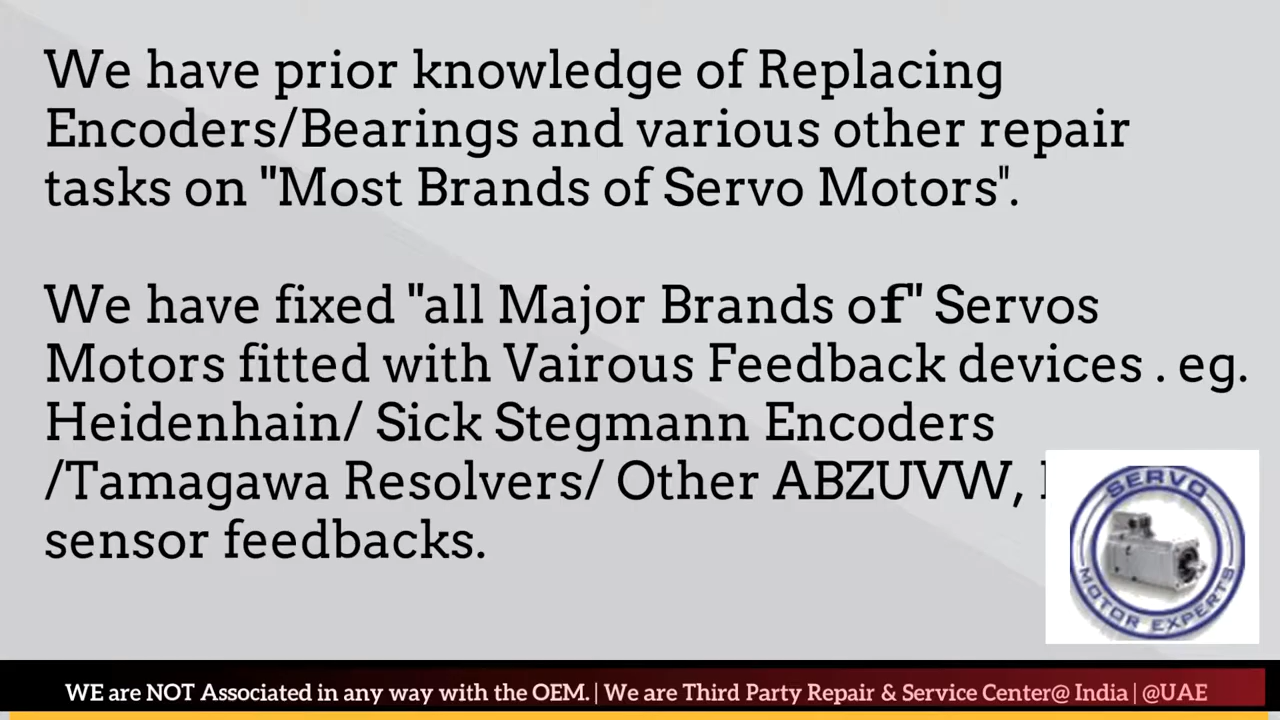 We have prior knowledge of Replacing
Encoders/Bearings and various other repair
tasks on "Most Brands of Servo Motors".
We have fixed "all Major Brands of" Servos
Motors fitted with Vairous Feedback devices . eg.
Heidenhain/ Sick Stegmann Encoders
/Tamagawa Resolvers/ Other ABZUVW,
sensor feedbacks.
SERVO
MOTOR EXPERTS
WE are NOT Associated in any way with the OEM. | We are Third Party Repair & Service Center@ India | @UAE